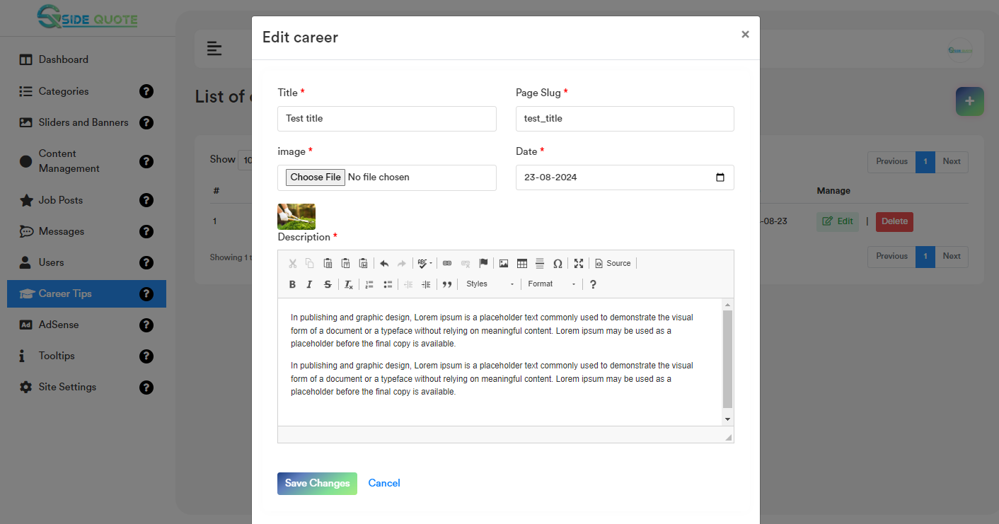 SIDE QUOTE
Edit career
×
Dashboard
Categories ?
Sliders and Banners ?
Content
Management ?
Job Posts ?
Messages ?
Users ?
Career Tips ?
Ad AdSense ?
Tooltips ?
Site Settings ?
List of
+
Show 10
Previous 1 Next
# Manage
1 -08-23 Edit | Delete
Showing 1
Previous 1 Next
Title * Page Slug *
Test title test_title
image * Date *
Choose File No file chosen 23-08-2024
Description *
ABC Ω Source
B I S Tx Styles Format ?
In publishing and graphic design, Lorem ipsum is a placeholder text commonly used to demonstrate the visual
form of a document or a typeface without relying on meaningful content. Lorem ipsum may be used as a
placeholder before the final copy is available.
In publishing and graphic design, Lorem ipsum is a placeholder text commonly used to demonstrate the visual
form of a document or a typeface without relying on meaningful content. Lorem ipsum may be used as a
placeholder before the final copy is available.
Save Changes Cancel